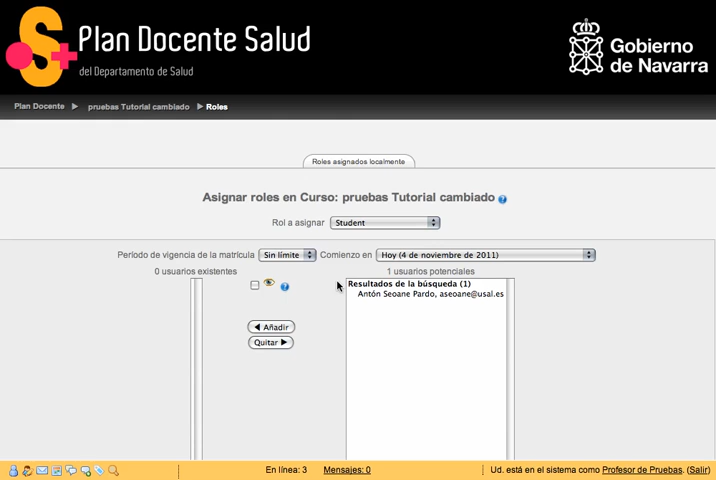 S
Plan Docente Salud
del Departamento de Salud
Gobierno
de Navarra
Plan Docente ▶ pruebas Tutorial cambiado ▶ Roles
Roles asignados localmente
Asignar roles en Curso: pruebas Tutorial cambiado
Rol a asignar Student
Período de vigencia de la matrícula Sin límite Comienzo en Hoy (4 de noviembre de 2011)
0 usuarios existentes 1 usuarios potenciales
Resultados de la búsqueda (1)
Antón Seoane Pardo, aseoane@usal.es
◀ Añadir
Quitar ▶
En línea: 3 Mensajes: 0 Ud. está en el sistema como Profesor de Pruebas. (Salir)